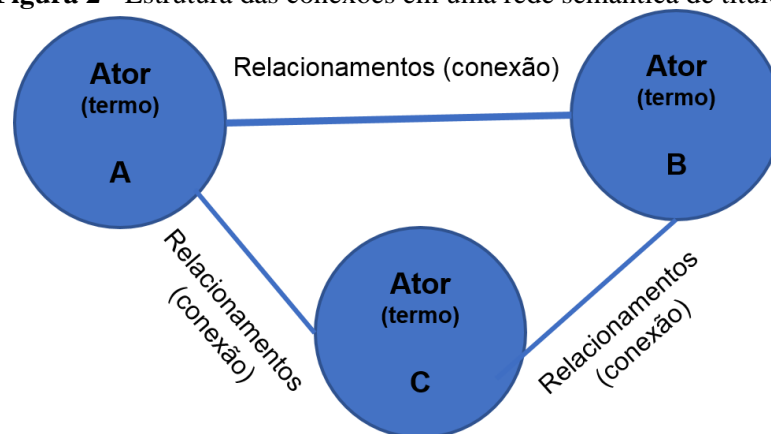 Figura 2 - Estrutura das conexões em uma rede semântica de títul
Ator
(termo)
A
Relacionamentos (conexão)
Ator
(termo)
B
Relacionamentos
(conexão)
Ator
(termo)
C
Relacionamentos
(conexão)